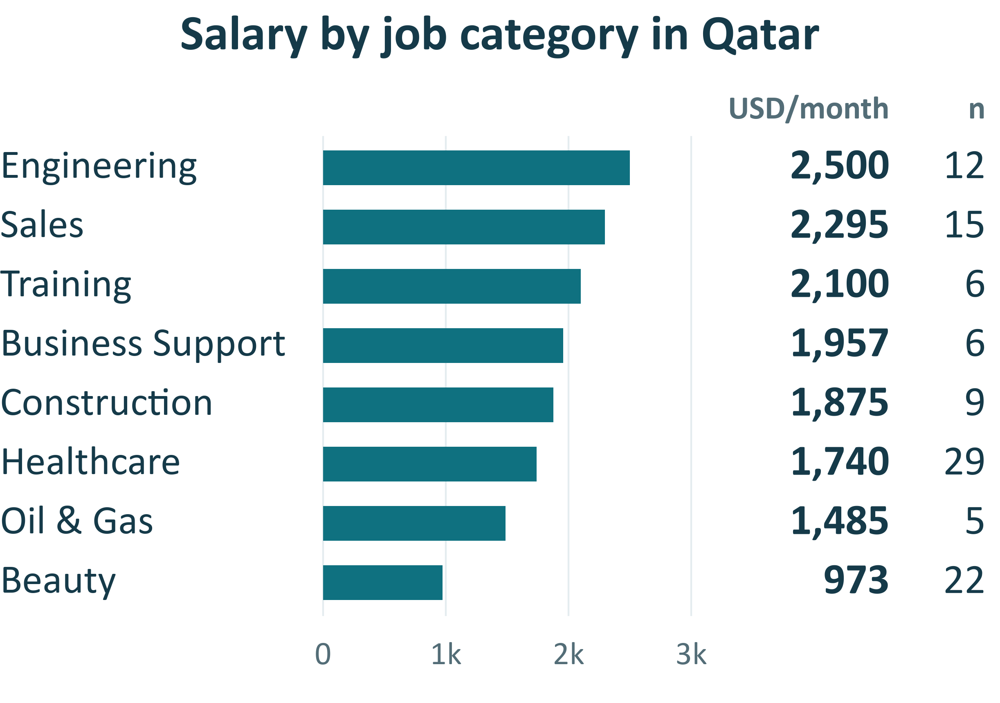 Salary by job category in Qatar
USD/month n
Engineering 2,500 12
Sales 2,295 15
Training 2,100 6
Business Support 1,957 6
Construction 1,875 9
Healthcare 1,740 29
Oil & Gas 1,485 5
Beauty 973 22
0 1k 2k 3k